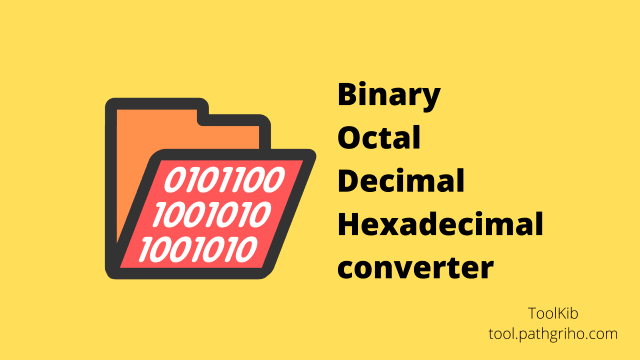 0101100
1001010
1001010
Binary
Octal
Decimal
Hexadecimal
converter
ToolKib
tool.pathgriho.com